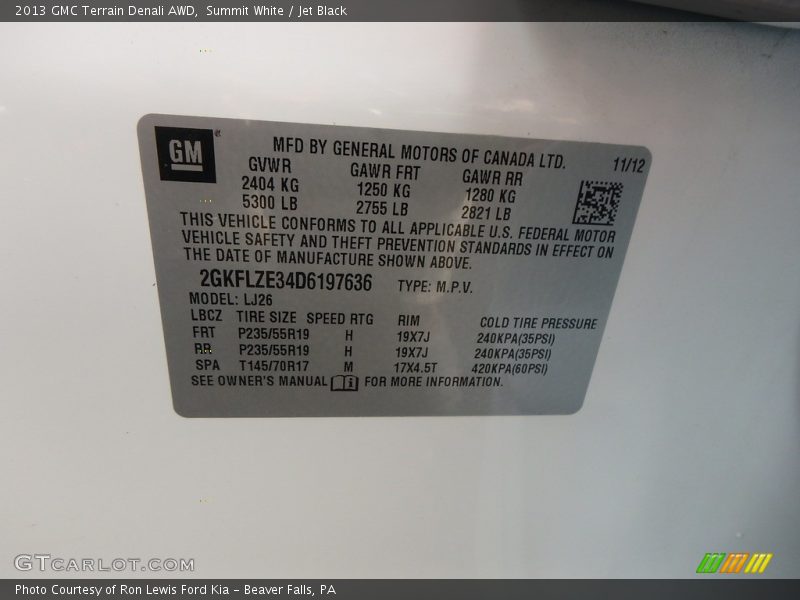 2013 GMC Terrain Denali AWD, Summit White / Jet Black
GM
MFD BY GENERAL MOTORS OF CANADA LTD. 11/12
GVWR GAWR FRT GAWR RR
2404 KG 1250 KG 1280 KG
5300 LB 2755 LB 2821 LB
THIS VEHICLE CONFORMS TO ALL APPLICABLE U.S. FEDERAL MOTOR
VEHICLE SAFETY AND THEFT PREVENTION STANDARDS IN EFFECT ON
THE DATE OF MANUFACTURE SHOWN ABOVE.
2GKFLZE34D6197636 TYPE: M.P.V.
MODEL: LJ26
LBCZ TIRE SIZE SPEED RTG RIM COLD TIRE PRESSURE
FRT P235/55R19 H 19X7J 240KPA(35PSI)
RR P235/55R19 H 19X7J 240KPA(35PSI)
SPA T145/70R17 M 17X4.5T 420KPA(60PSI)
SEE OWNER'S MANUAL FOR MORE INFORMATION.
GTCARLOT.COM
Photo Courtesy of Ron Lewis Ford Kia - Beaver Falls, PA